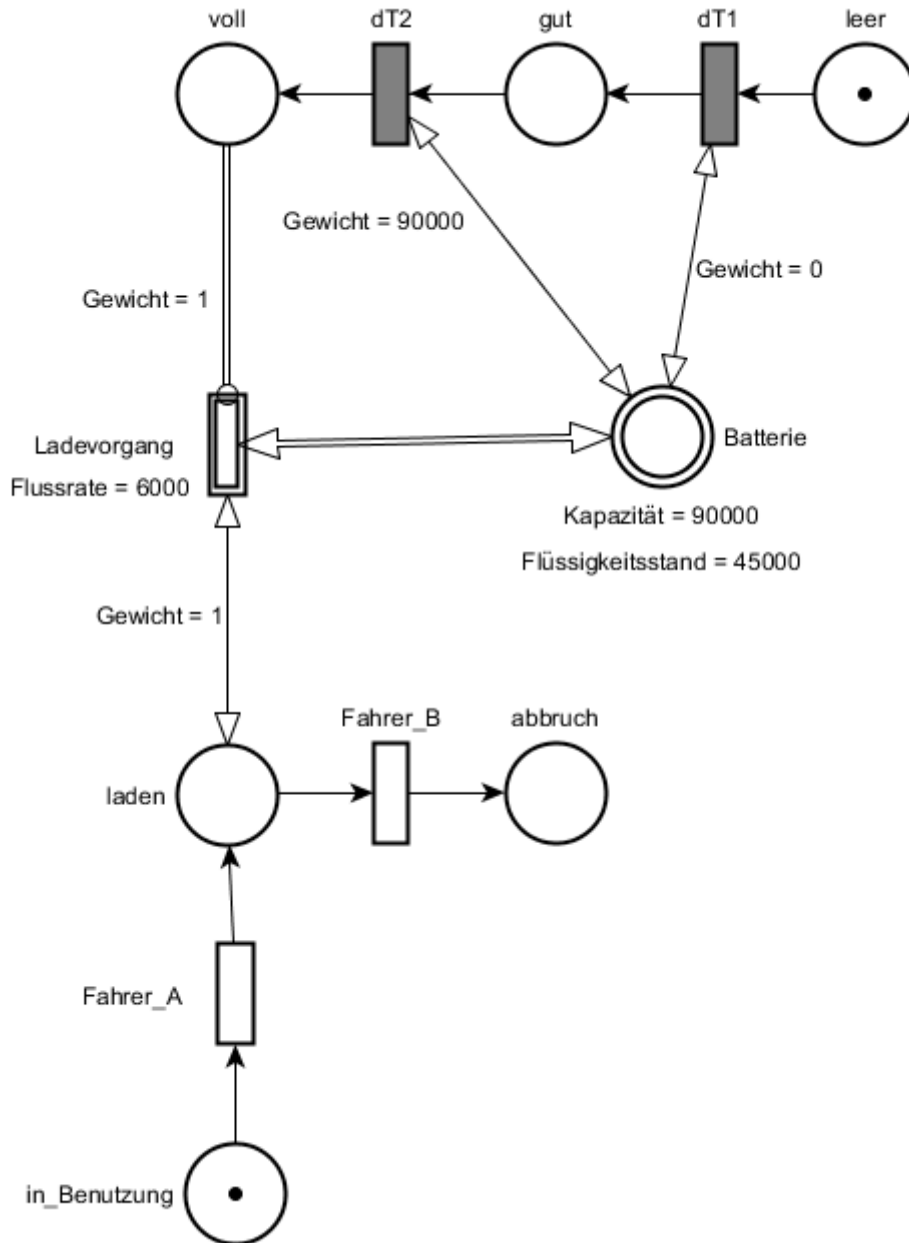 voll
dT2
gut
dT1
leer
Gewicht = 90000
Gewicht = 0
Gewicht = 1
Ladevorgang
Flussrate = 6000
Batterie
Kapazität = 90000
Flüssigkeitsstand = 45000
Gewicht = 1
Fahrer_B
abbruch
laden
Fahrer_A
in_Benutzung